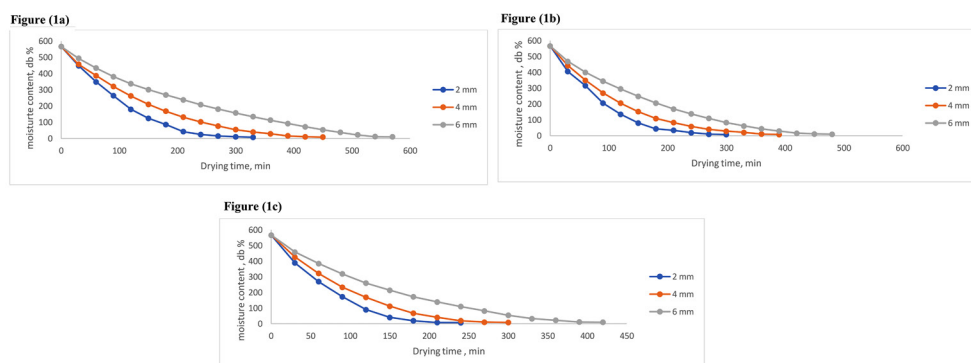 Figure (1a)
600
500
400
300
200
100
0
moisture content, db %
0 100 200 300 400 500 600
Drying time, min
2 mm
4 mm
6 mm
Figure (1b)
600
500
400
300
200
100
0
moisture content , db %
0 100 200 300 400 500 600
Drying time, min
2 mm
4 mm
6 mm
Figure (1c)
600
500
400
300
200
100
0
moisture content, db %
0 50 100 150 200 250 300 350 400 450
Drying time , min
2 mm
4 mm
6 mm